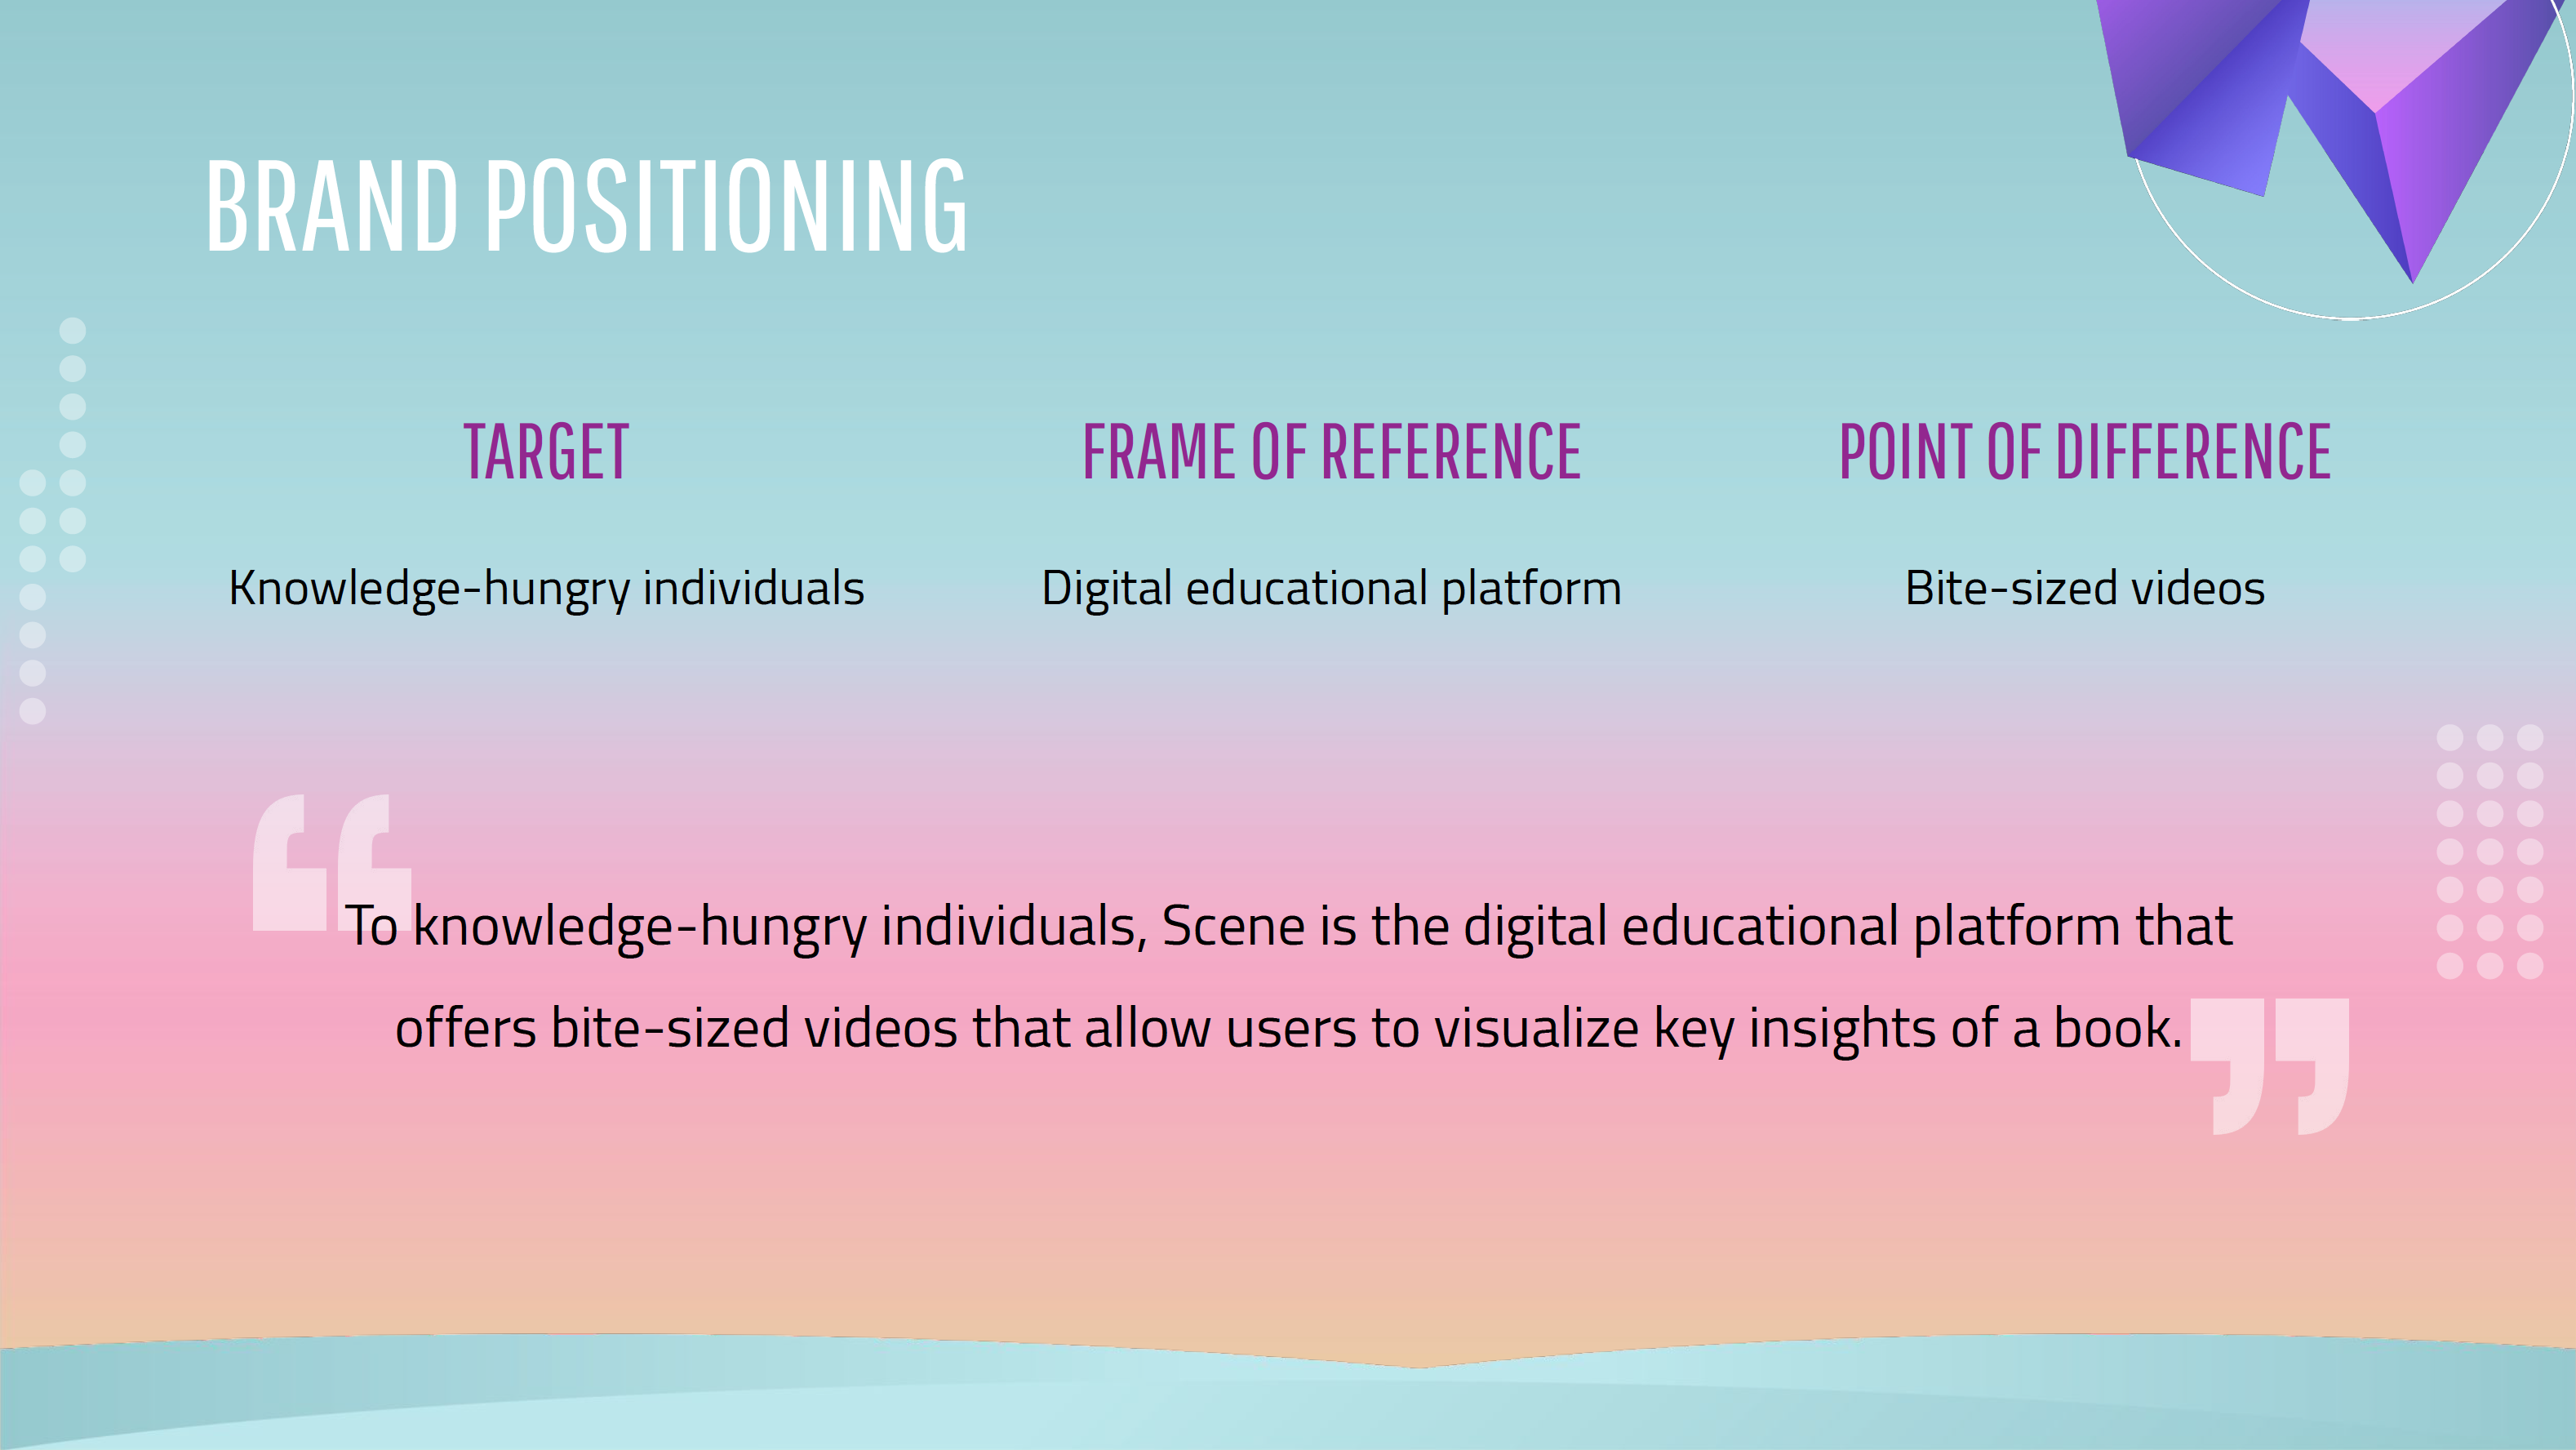 BRAND POSITIONING
TARGET
Knowledge-hungry individuals
FRAME OF REFERENCE
Digital educational platform
POINT OF DIFFERENCE
Bite-sized videos
“To knowledge-hungry individuals, Scene is the digital educational platform that
offers bite-sized videos that allow users to visualize key insights of a book.”